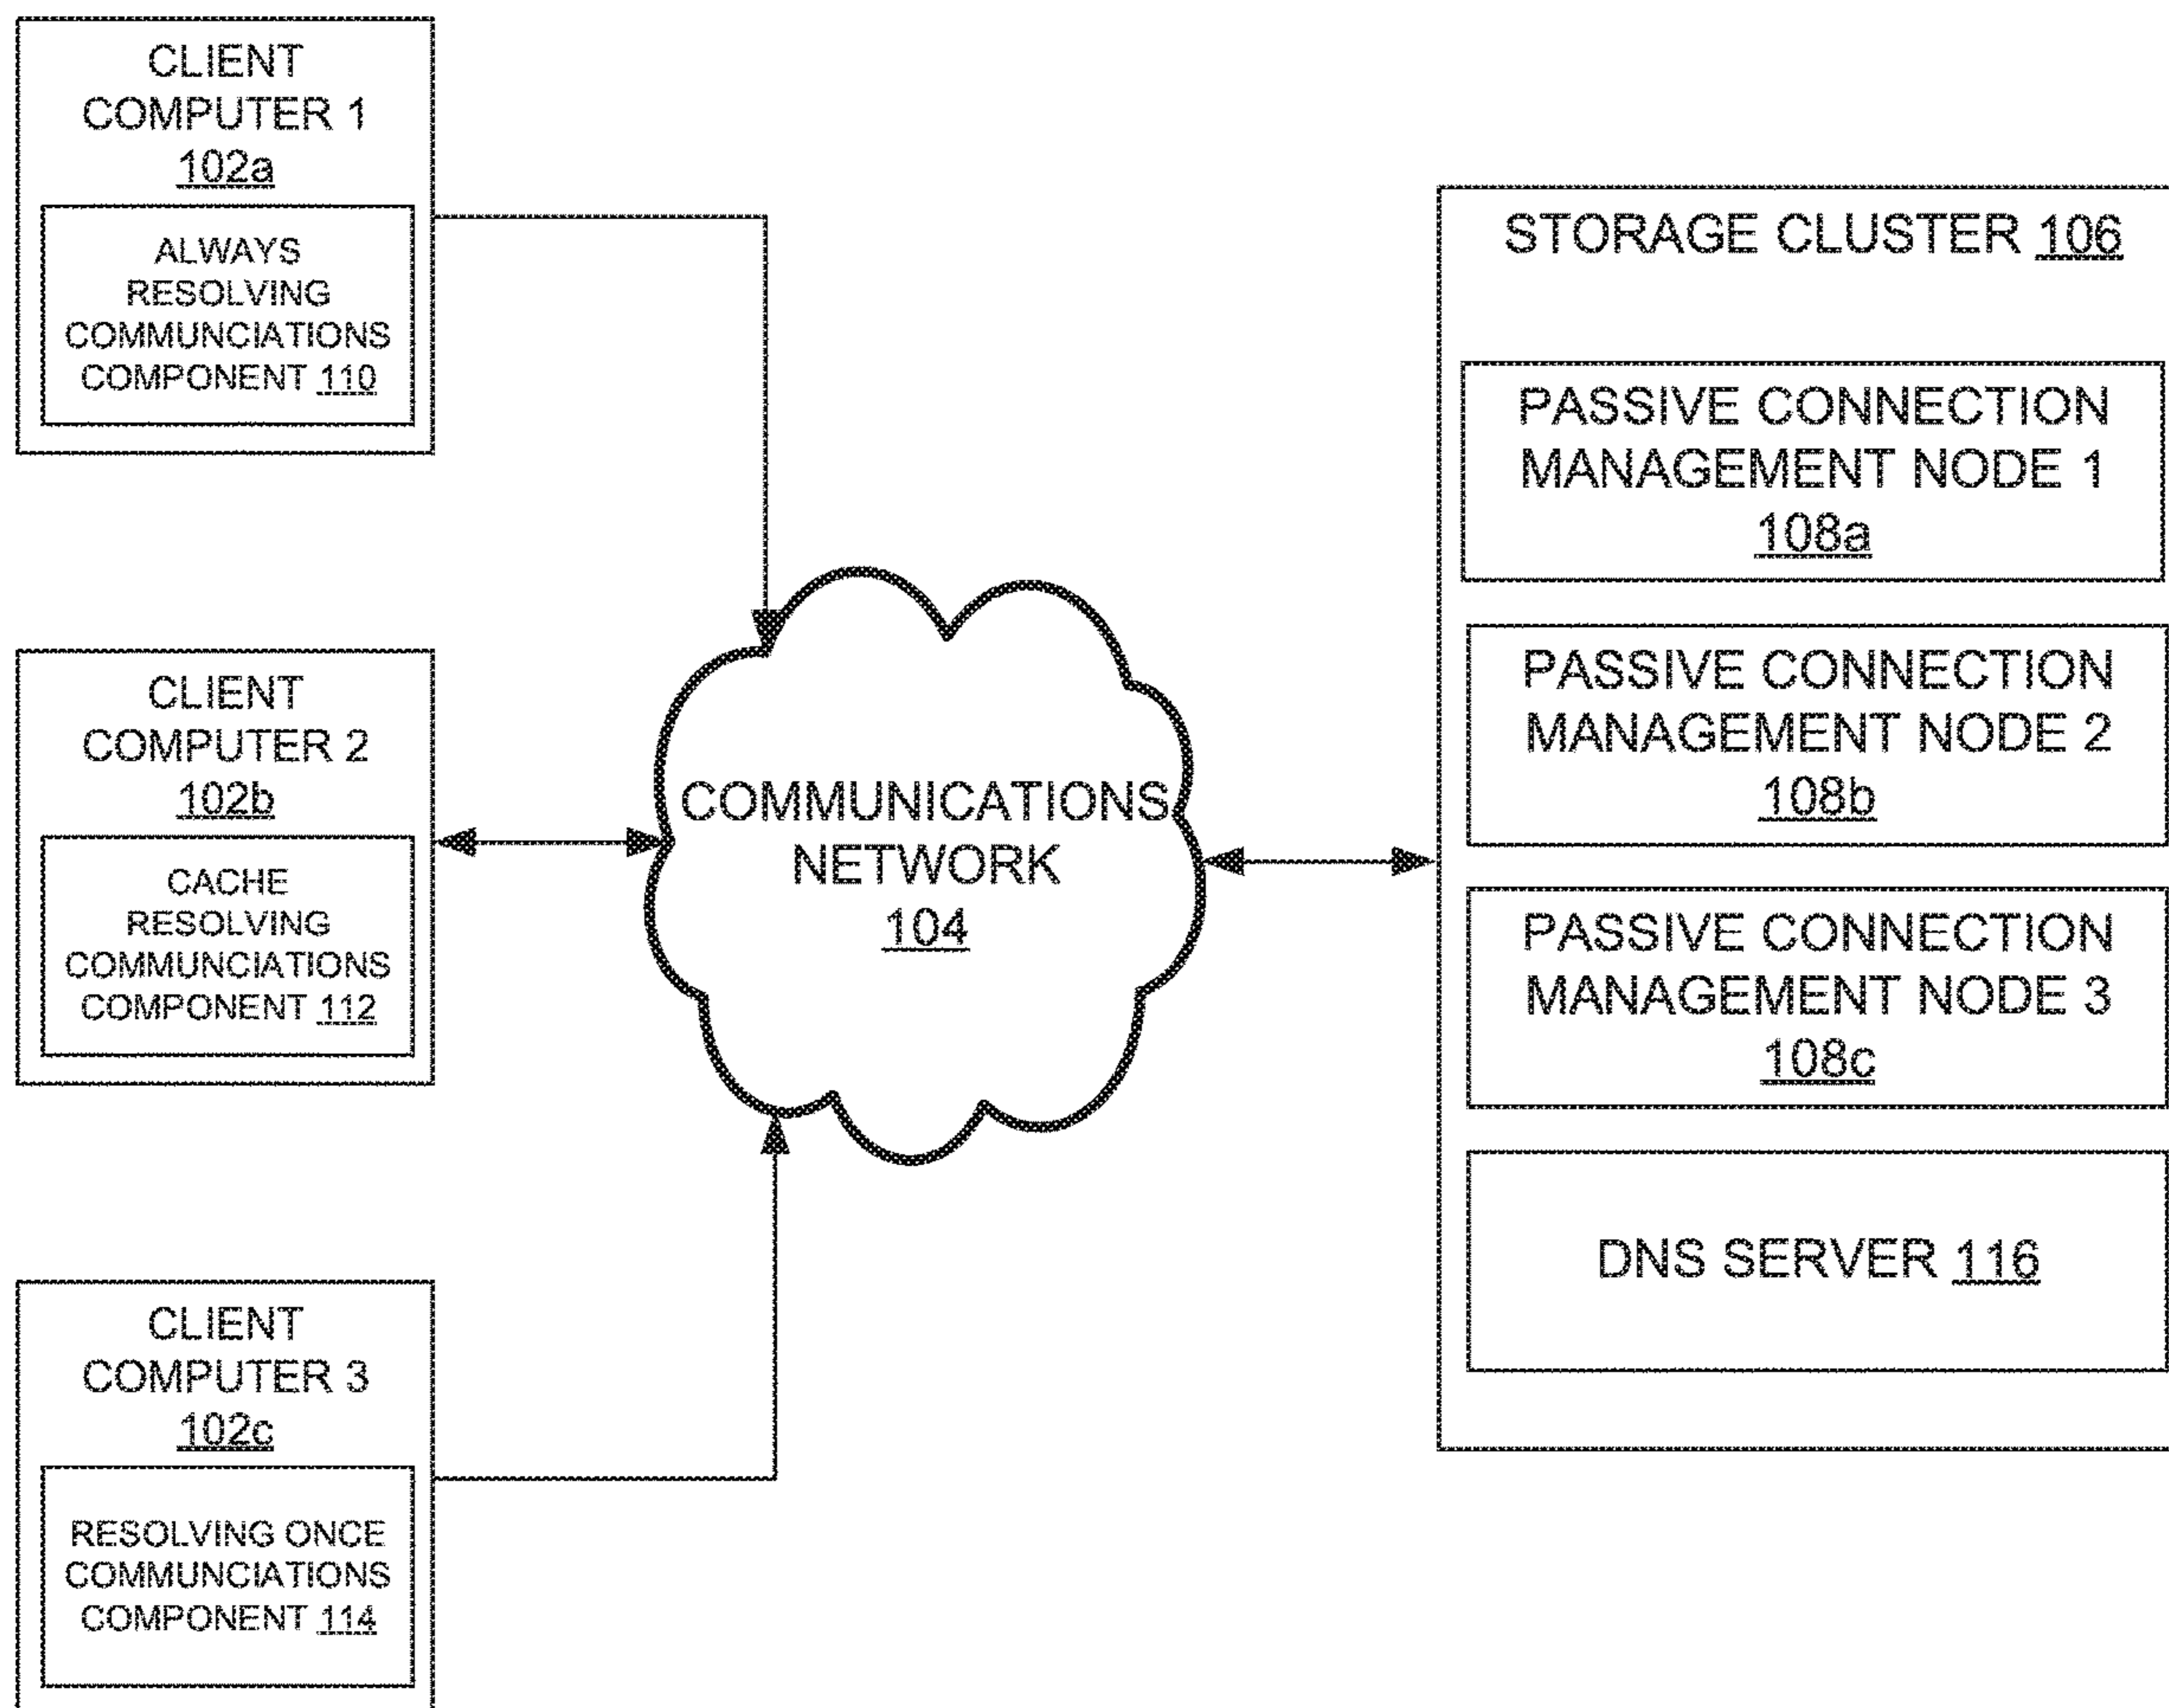 CLIENT
COMPUTER 1
102a
ALWAYS
RESOLVING
COMMUNCIATIONS
COMPONENT 110
CLIENT
COMPUTER 2
102b
CACHE
RESOLVING
COMMUNCIATIONS
COMPONENT 112
CLIENT
COMPUTER 3
102c
RESOLVING ONCE
COMMUNCIATIONS
COMPONENT 114
COMMUNICATIONS
NETWORK
104
STORAGE CLUSTER 106
PASSIVE CONNECTION
MANAGEMENT NODE 1
108a
PASSIVE CONNECTION
MANAGEMENT NODE 2
108b
PASSIVE CONNECTION
MANAGEMENT NODE 3
108c
DNS SERVER 116